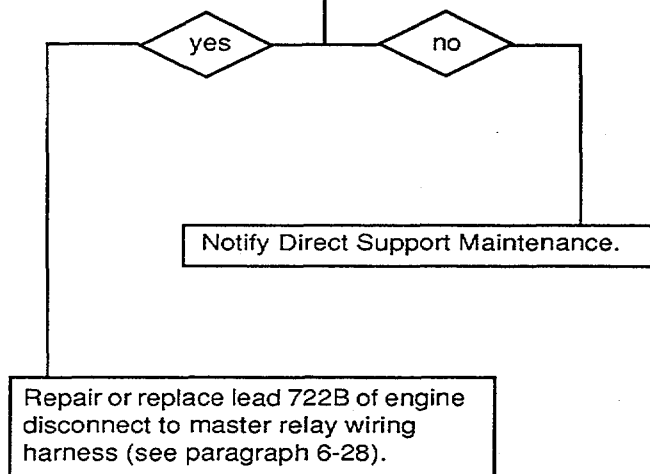 yes
no
Notify Direct Support Maintenance.
Repair or replace lead 722B of engine
disconnect to master relay wiring
harness (see paragraph 6-28).